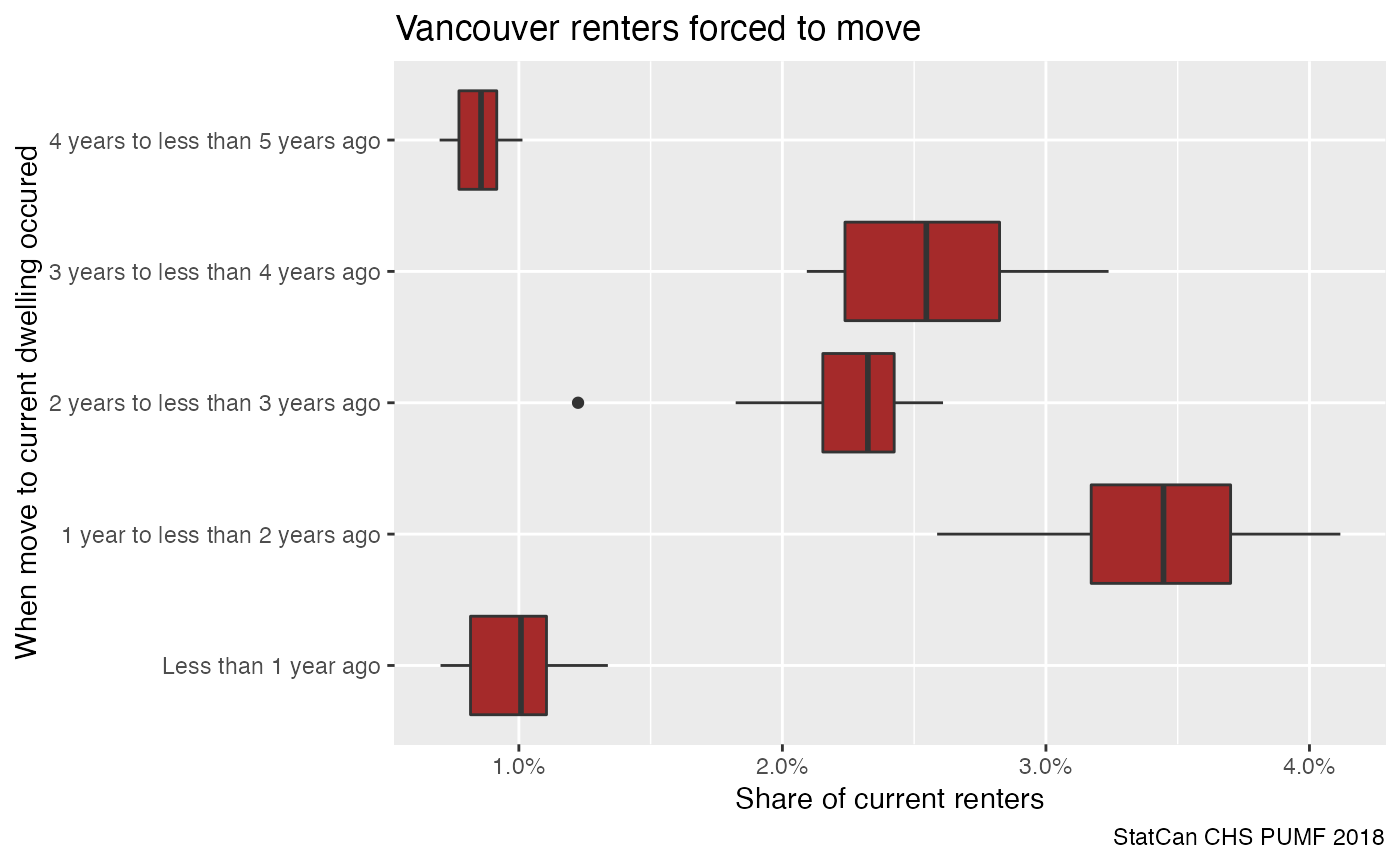 Vancouver renters forced to move
When move to current dwelling occured
4 years to less than 5 years ago
3 years to less than 4 years ago
2 years to less than 3 years ago
1 year to less than 2 years ago
Less than 1 year ago
1.0% 2.0% 3.0% 4.0%
Share of current renters
StatCan CHS PUMF 2018